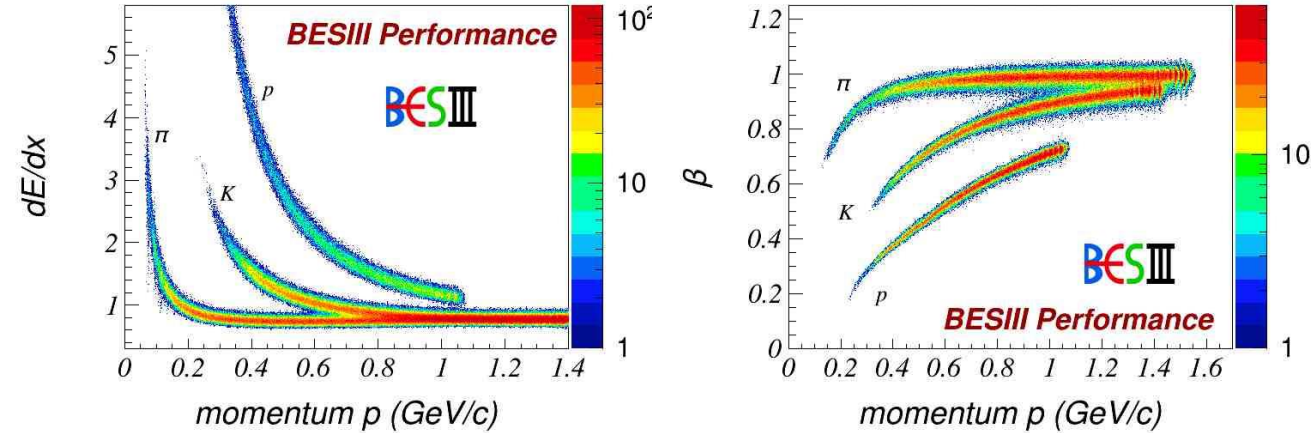 BESIII Performance
BESIII
dE/dx
5
4
3
2
1
π
K
p
0
0.2
0.4
0.6
0.8
1
1.2
1.4
momentum p (GeV/c)
10²
10
1
β
1.2
1
0.8
0.6
0.4
0.2
0
π
K
p
BESIII
BESIII Performance
0
0.2
0.4
0.6
0.8
1
1.2
1.4
1.6
momentum p (GeV/c)
10
1